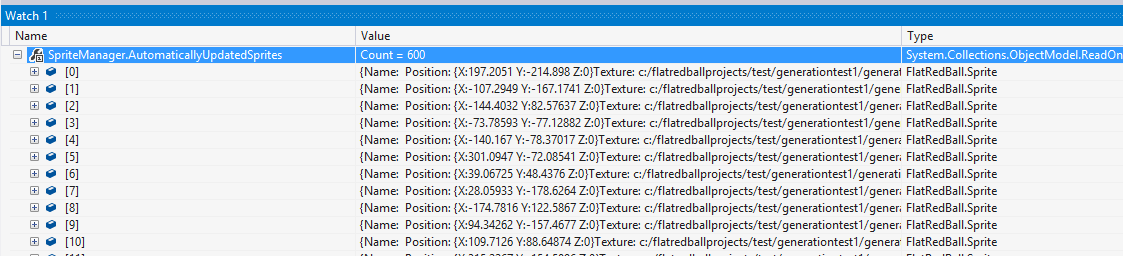 Watch 1
Name Value Type
SpriteManager.AutomaticallyUpdatedSprites Count = 600 System.Collections.ObjectModel.ReadOn
[0] {Name: Position: {X:197.2051 Y:-214.898 Z:0}Texture: c:/flatredballprojects/test/generationtest1/generat FlatRedBall.Sprite
[1] {Name: Position: {X:-107.2949 Y:-167.1741 Z:0}Texture: c:/flatredballprojects/test/generationtest1/gener FlatRedBall.Sprite
[2] {Name: Position: {X:-144.4032 Y:82.57637 Z:0}Texture: c:/flatredballprojects/test/generationtest1/genera FlatRedBall.Sprite
[3] {Name: Position: {X:-73.78593 Y:-77.12882 Z:0}Texture: c:/flatredballprojects/test/generationtest1/gene FlatRedBall.Sprite
[4] {Name: Position: {X:-140.167 Y:-78.37017 Z:0}Texture: c:/flatredballprojects/test/generationtest1/genera FlatRedBall.Sprite
[5] {Name: Position: {X:301.0947 Y:-72.08541 Z:0}Texture: c:/flatredballprojects/test/generationtest1/genera FlatRedBall.Sprite
[6] {Name: Position: {X:39.06725 Y:48.4376 Z:0}Texture: c:/flatredballprojects/test/generationtest1/generati FlatRedBall.Sprite
[7] {Name: Position: {X:28.05933 Y:-178.6264 Z:0}Texture: c:/flatredballprojects/test/generationtest1/genera FlatRedBall.Sprite
[8] {Name: Position: {X:-174.7816 Y:122.5867 Z:0}Texture: c:/flatredballprojects/test/generationtest1/genera FlatRedBall.Sprite
[9] {Name: Position: {X:94.34262 Y:-157.4677 Z:0}Texture: c:/flatredballprojects/test/generationtest1/genera FlatRedBall.Sprite
[10] {Name: Position: {X:109.7126 Y:88.64874 Z:0}Texture: c:/flatredballprojects/test/generationtest1/generat FlatRedBall.Sprite